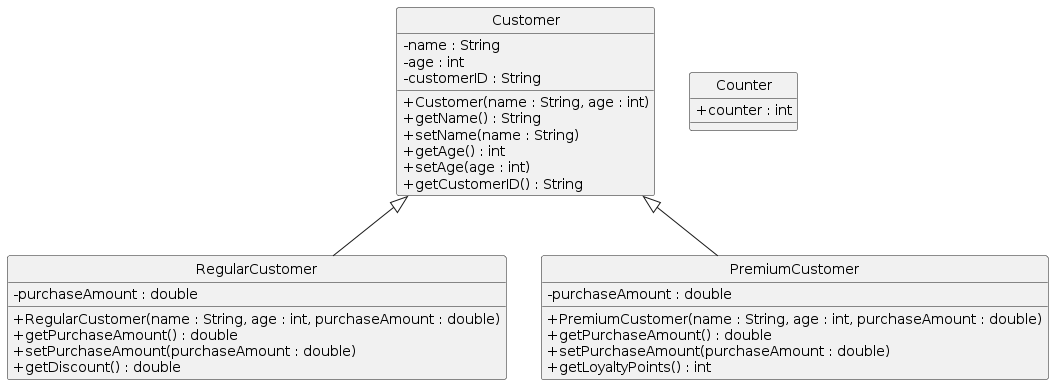 Customer
-name : String
-age : int
-customerID : String
+Customer(name : String, age : int)
+getName() : String
+setName(name : String)
+getAge() : int
+setAge(age : int)
+getCustomerID() : String
Counter
+counter : int
RegularCustomer
-purchaseAmount : double
+RegularCustomer(name : String, age : int, purchaseAmount : double)
+getPurchaseAmount() : double
+setPurchaseAmount(purchaseAmount : double)
+getDiscount() : double
PremiumCustomer
-purchaseAmount : double
+PremiumCustomer(name : String, age : int, purchaseAmount : double)
+getPurchaseAmount() : double
+setPurchaseAmount(purchaseAmount : double)
+getLoyaltyPoints() : int